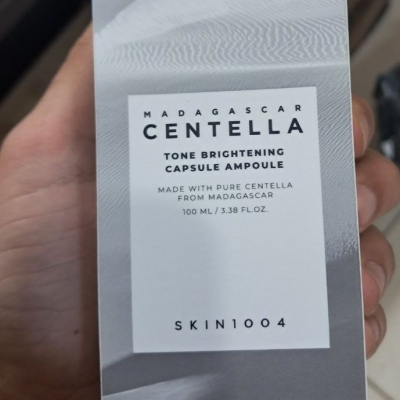 MADAGASCAR
CENTELLA
TONE BRIGHTENING
CAPSULE AMPOULE
MADE WITH PURE CENTELLA
FROM MADAGASCAR
100 ML / 3.38 FL.OZ.
SKIN1004